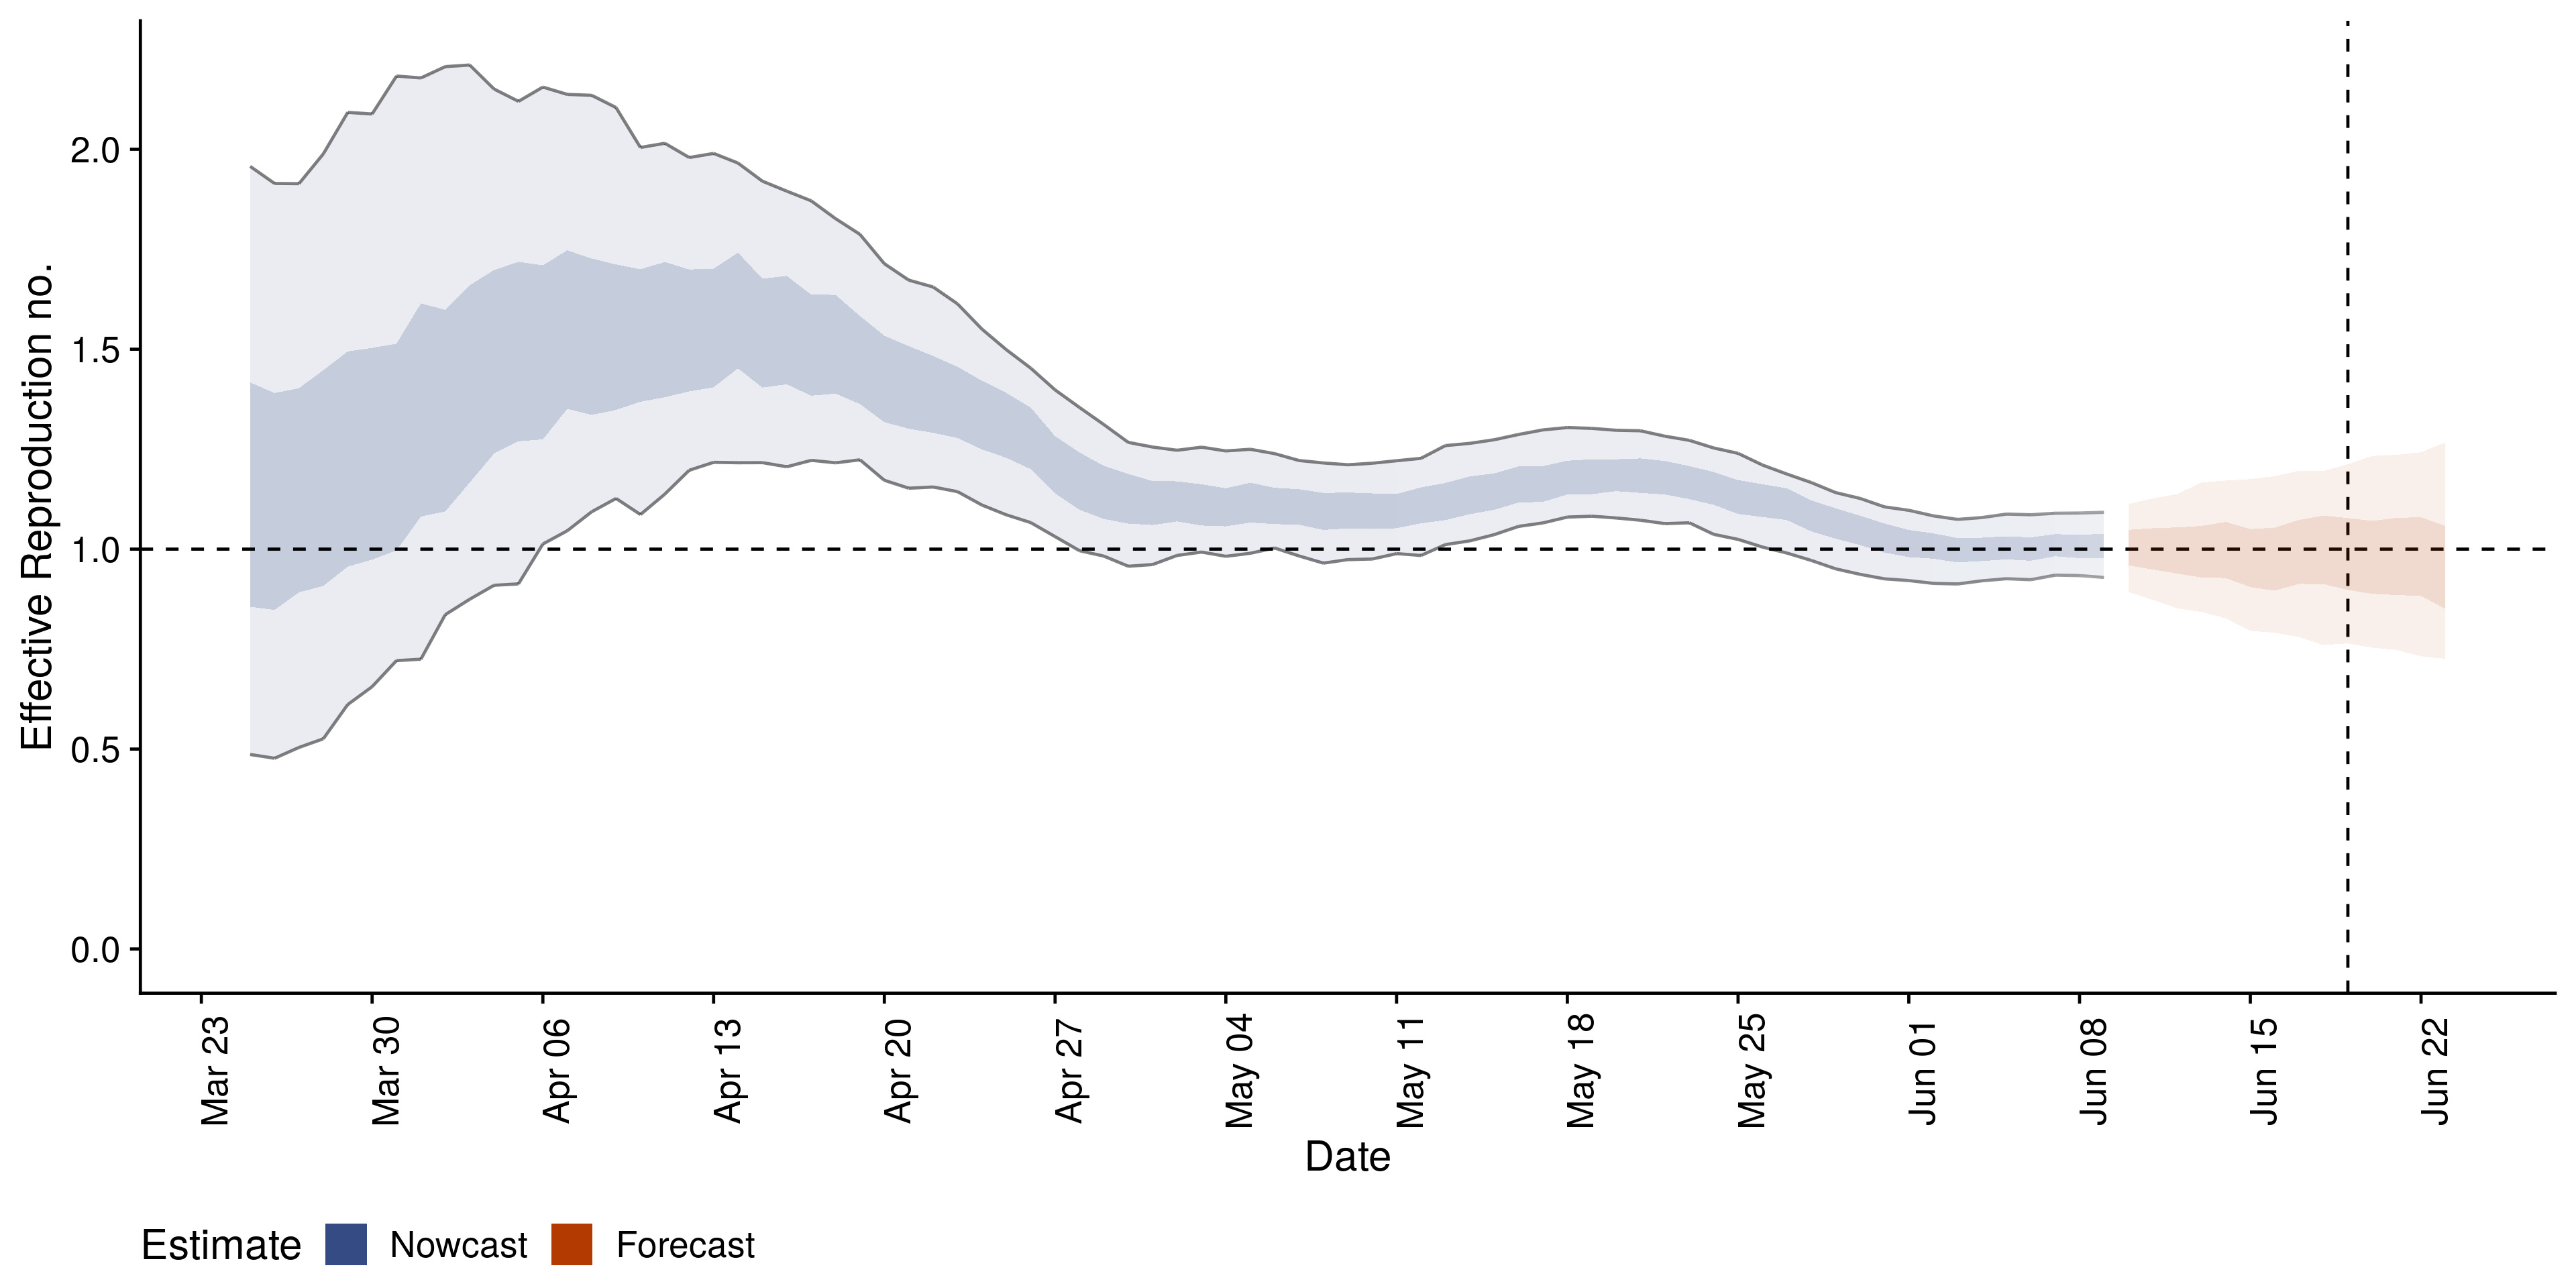 Effective Reproduction no.
2.0
1.5
1.0
0.5
0.0
Mar 23
Mar 30
Apr 06
Apr 13
Apr 20
Apr 27
May 04
May 11
May 18
May 25
Jun 01
Jun 08
Jun 15
Jun 22
Date
Estimate Nowcast Forecast